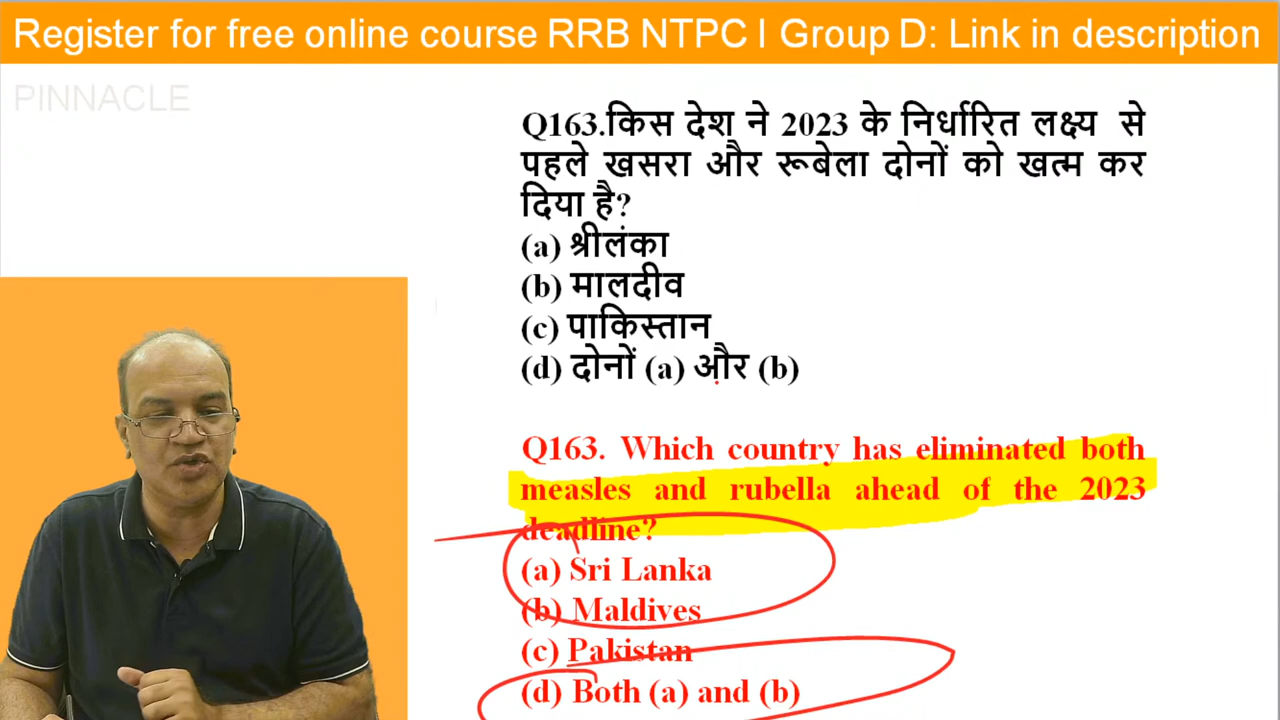 Register for free online course RRB NTPC I Group D: Link in description
PINNACLE
Q163.किस देश ने 2023 के निर्धारित लक्ष्य से
पहले खसरा और रूबेला दोनों को खत्म कर
दिया है?
(a) श्रीलंका
(b) मालदीव
(c) पाकिस्तान
(d) दोनों (a) और (b)
Q163. Which country has eliminated both
measles and rubella ahead of the 2023
deadline?
(a) Sri Lanka
(b) Maldives
(c) Pakistan
(d) Both (a) and (b)